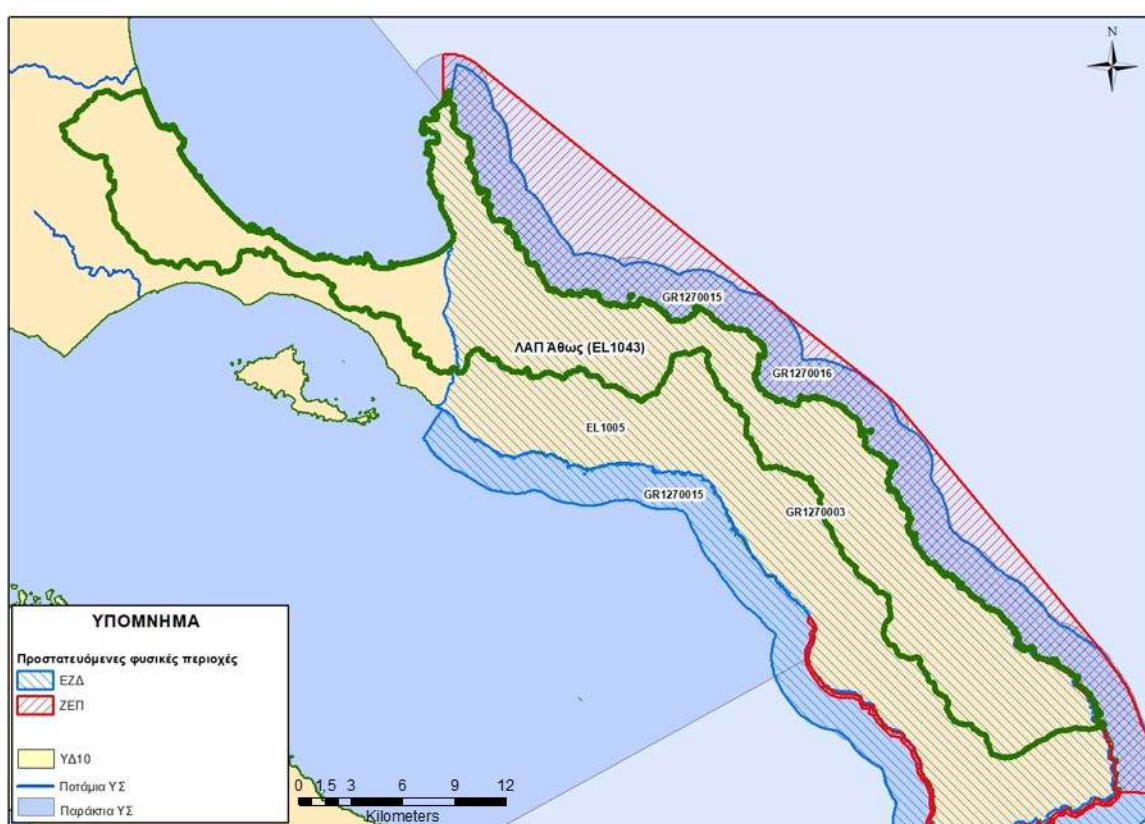 N
GR1270015
ΛΑΠ Άθως (EL1043)
GR1270016
EL1005
GR1270015
GR1270003
ΥΠΟΜΝΗΜΑ
Προστατευόμενες φυσικές περιοχές
ΕΖΔ
ΖΕΠ
ΥΔ10
Ποτάμια ΥΣ
Παράκτια ΥΣ
0 1,5 3 6 9 12
Kilometers